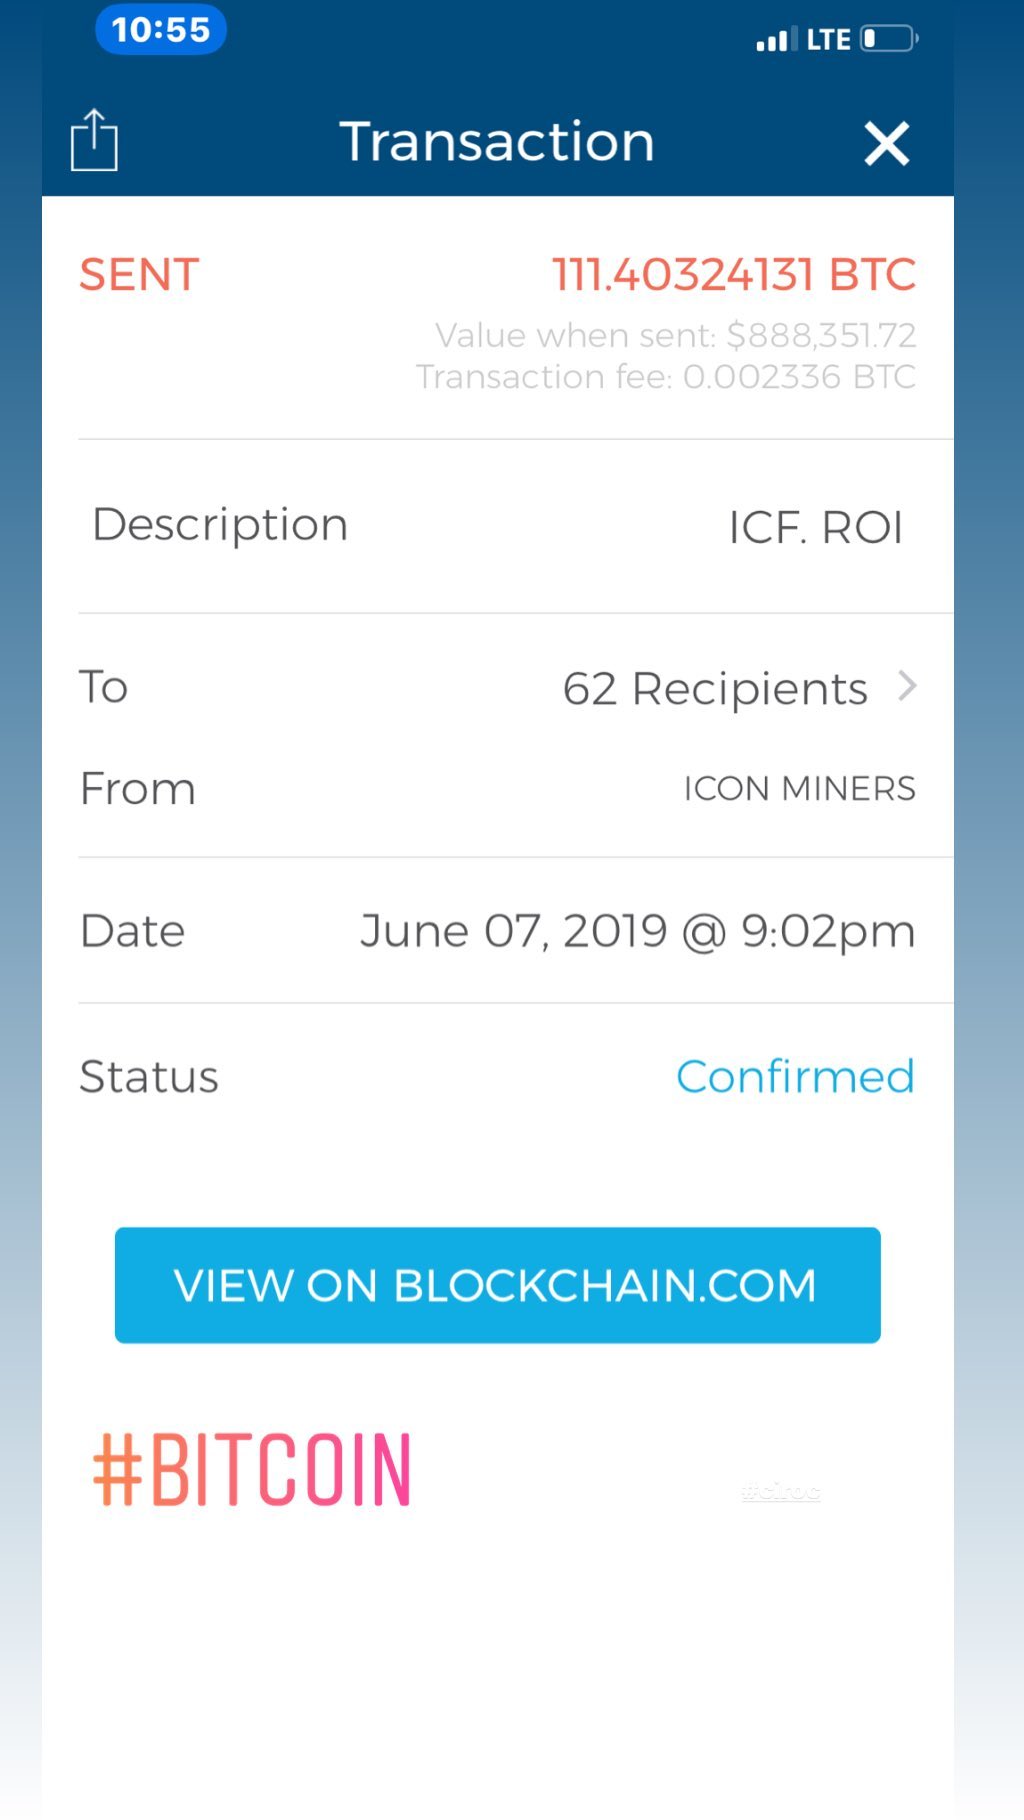 10:55
LTE
Transaction
SENT 111.40324131 BTC
Value when sent: $888,351.72
Transaction fee: 0.002336 BTC
Description ICF. ROI
To 62 Recipients
From ICON MINERS
Date June 07, 2019 @ 9:02pm
Status Confirmed
VIEW ON BLOCKCHAIN.COM
#BITCOIN
#ciroc